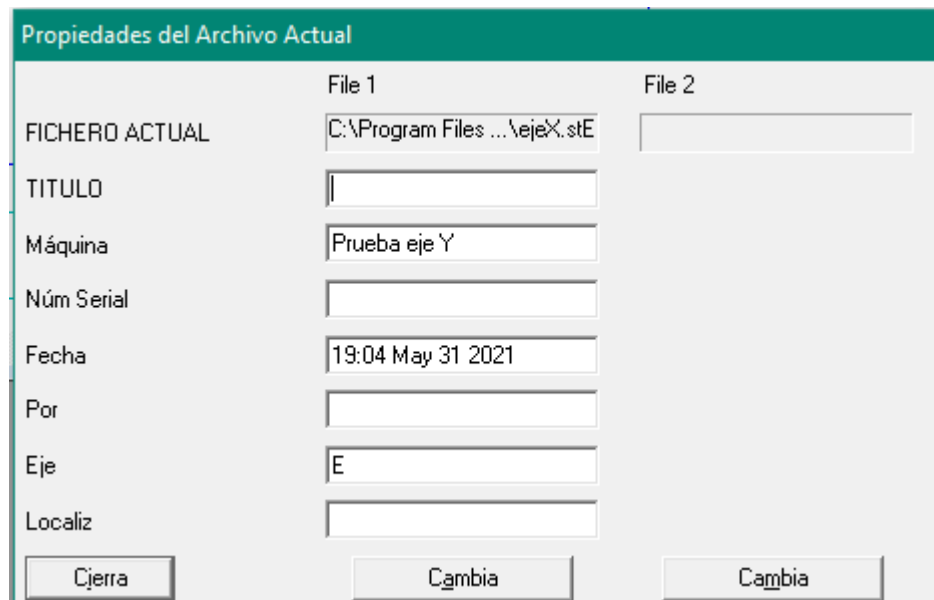 Propiedades del Archivo Actual
File 1 File 2
FICHERO ACTUAL C:\Program Files ...\ejeX.stE
TITULO
Máquina Prueba eje Y
Núm Serial
Fecha 19:04 May 31 2021
Por
Eje E
Localiz
Cierra Cambia Cambia